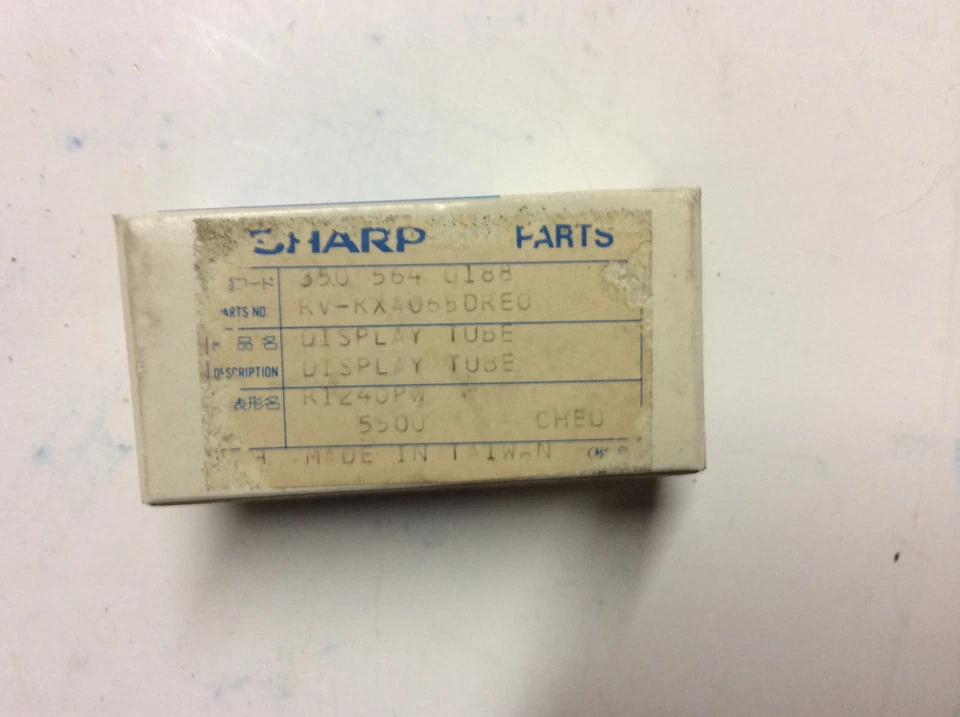 SHARP PARTS
コード 350 564 0188
PARTS NO. RV-KXA066DRE0
品名 DISPLAY TUBE
DESCRIPTION DISPLAY TUBE
表形名 R1240PW
5500 CHEU
MADE IN TAIWAN